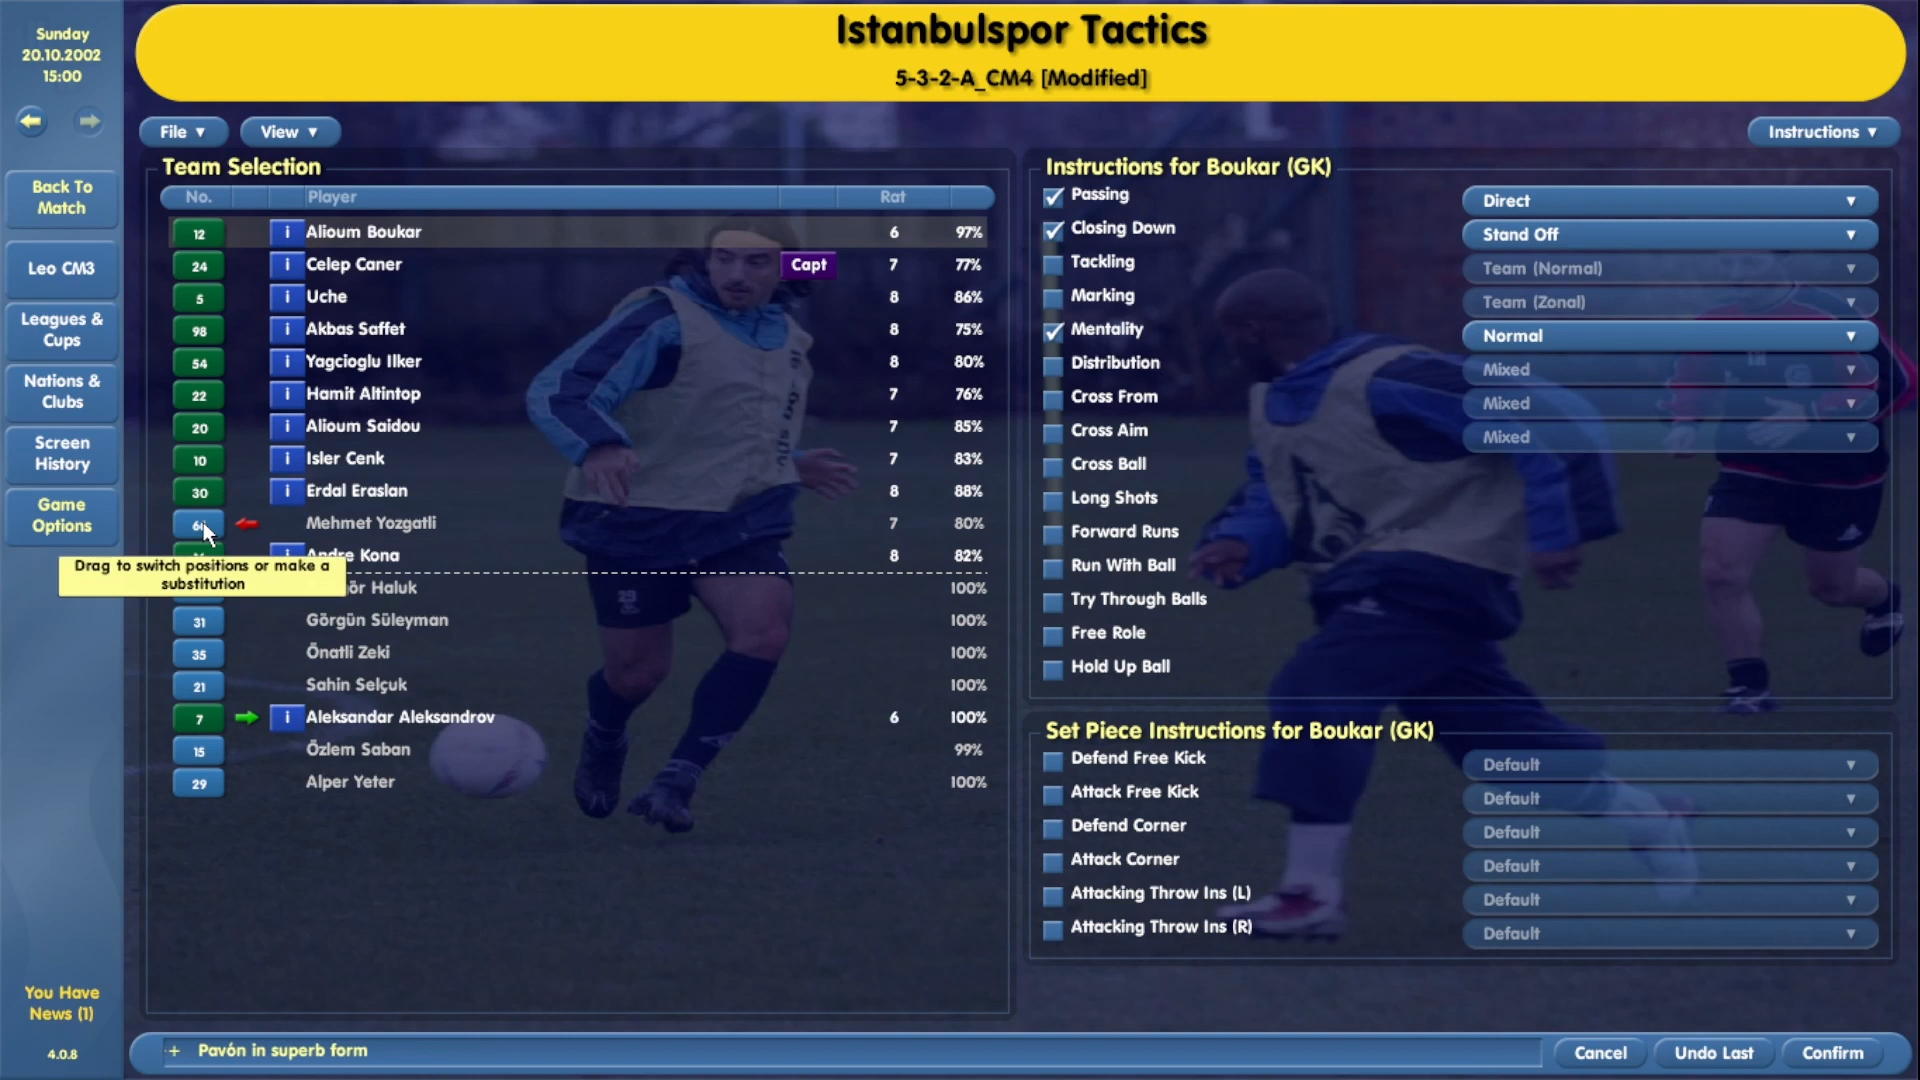 Sunday
20.10.2002
15:00
Istanbulspor Tactics
5-3-2-A_CM4 [Modified]
File ▼
View ▼
Instructions ▼
Back To
Match
Leo CM3
Leagues &
Cups
Nations &
Clubs
Screen
History
Game
Options
Team Selection
No. Player Rat
12 i Alioum Boukar 6 97%
24 i Celep Caner Capt 7 77%
5 i Uche 8 86%
98 i Akbas Saffet 8 75%
54 i Yagcioglu Ilker 8 80%
22 i Hamit Altintop 7 76%
20 i Alioum Saidou 7 85%
10 i Isler Cenk 7 83%
30 i Erdal Eraslan 8 88%
Mehmet Yozgatli 7 80%
Andre Kona 8 82%
Drag to switch positions or make a
substitution
Haluk 100%
31 Görgün Süleyman 100%
35 Önatli Zeki 100%
21 Sahin Selçuk 100%
7 i Aleksandar Aleksandrov 6 100%
15 Özlem Saban 99%
29 Alper Yeter 100%
Instructions for Boukar (GK)
Passing Direct
Closing Down Stand Off
Tackling Team (Normal)
Marking Team (Zonal)
Mentality Normal
Distribution Mixed
Cross From Mixed
Cross Aim Mixed
Cross Ball
Long Shots
Forward Runs
Run With Ball
Try Through Balls
Free Role
Hold Up Ball
Set Piece Instructions for Boukar (GK)
Defend Free Kick Default
Attack Free Kick Default
Defend Corner Default
Attack Corner Default
Attacking Throw Ins (L) Default
Attacking Throw Ins (R) Default
You Have
News (1)
4.0.8
+ Pavón in superb form
Cancel
Undo Last
Confirm